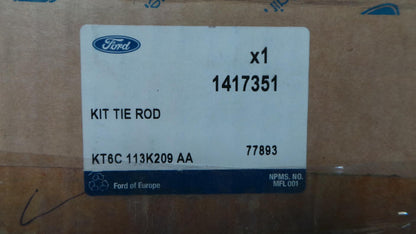 Ford
x1
1417351
KIT TIE ROD
KT6C 113K209 AA
77893
Ford of Europe
NPMS. NO.
MFL 001